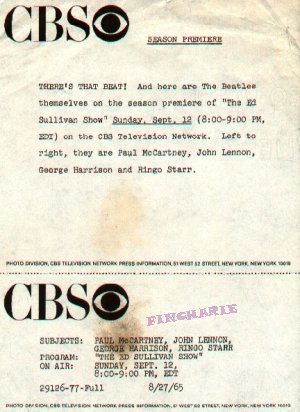 CBS
SEASON PREMIERE
THERE'S THAT BEAT! And here are The Beatles
themselves on the season premiere of "The Ed
Sullivan Show" Sunday, Sept. 12 (8:00-9:00 PM,
EDT) on the CBS Television Network. Left to
right, they are Paul McCartney, John Lennon,
George Harrison and Ringo Starr.
PHOTO DIVISION, CBS TELEVISION NETWORK PRESS INFORMATION, 51 WEST 52 STREET, NEW YORK, NEW YORK 10019
CBS
FINGHARIE
SUBJECTS: PAUL McCARTNEY, JOHN LENNON,
GEORGE HARRISON, RINGO STARR
PROGRAM: "THE ED SULLIVAN SHOW"
ON AIR: SUNDAY, SEPT. 12,
8:00-9:00 PM, EDT
29126-77-Full 8/27/65
PHOTO DIVISION, CBS TELEVISION NETWORK PRESS INFORMATION, 51 WEST 52 STREET, NEW YORK, NEW YORK 10019